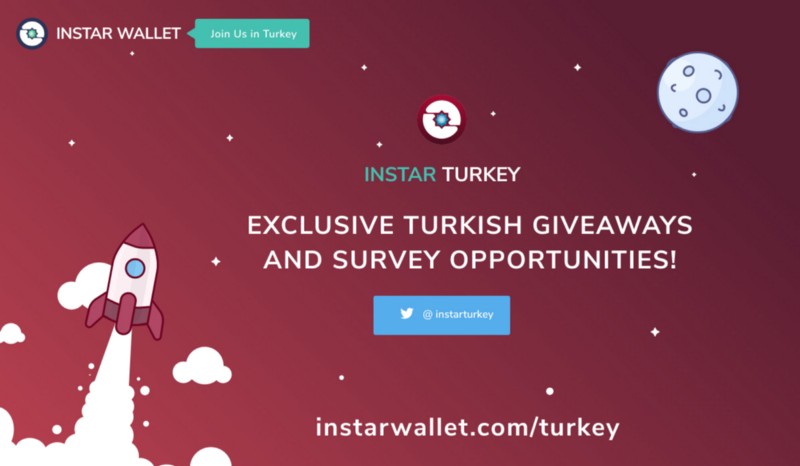 INSTAR WALLET
Join Us in Turkey
INSTAR TURKEY
EXCLUSIVE TURKISH GIVEAWAYS
AND SURVEY OPPORTUNITIES!
@ instarturkey
instarwallet.com/turkey